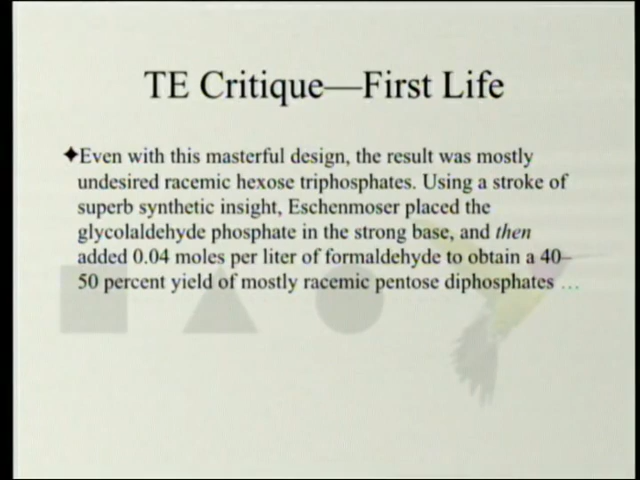 TE Critique—First Life
✦Even with this masterful design, the result was mostly
undesired racemic hexose triphosphates. Using a stroke of
superb synthetic insight, Eschenmoser placed the
glycolaldehyde phosphate in the strong base, and then
added 0.04 moles per liter of formaldehyde to obtain a 40–
50 percent yield of mostly racemic pentose diphosphates …